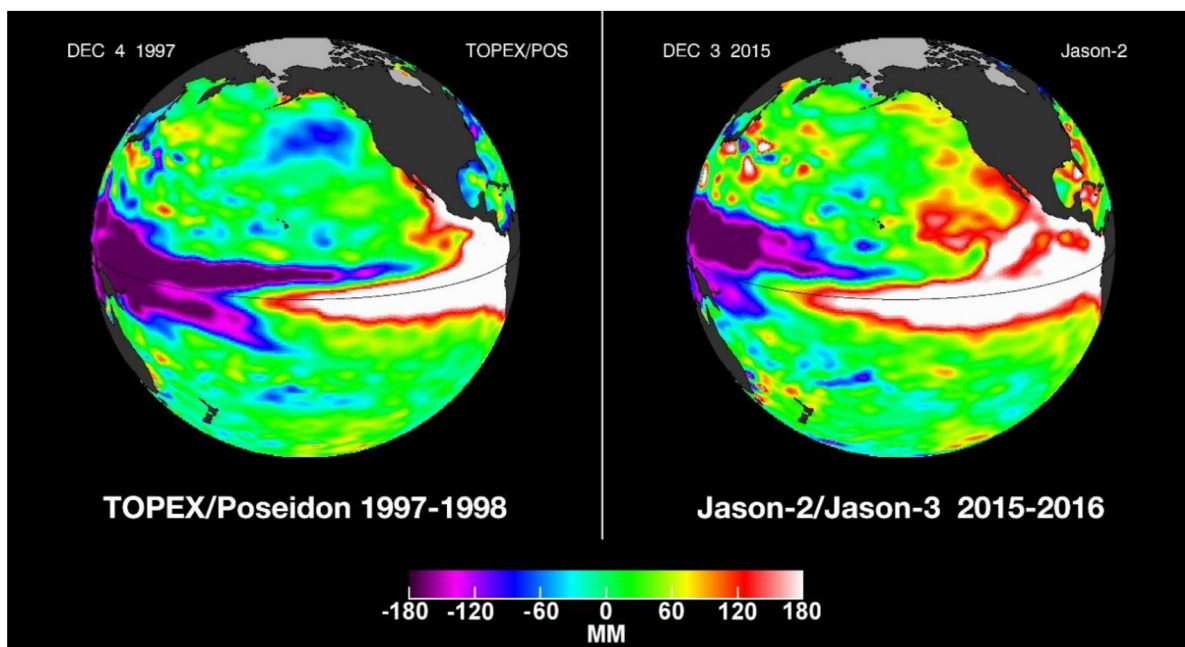 DEC 4 1997
TOPEX/POS
DEC 3 2015
Jason-2
TOPEX/Poseidon 1997-1998
Jason-2/Jason-3 2015-2016
-180 -120 -60 0 60 120 180
MM